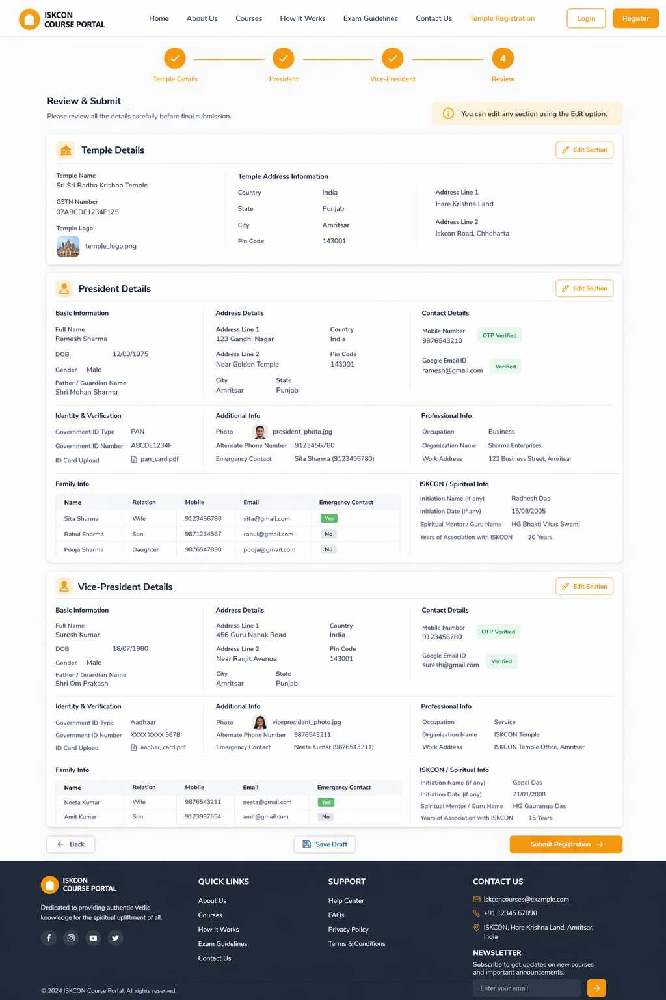 ISKCON
COURSE PORTAL
Home
About Us
Courses
How It Works
Exam Guidelines
Contact Us
Temple Registration
Login
Register
Temple Details
President
Vice-President
4
Review
Review & Submit
Please review all the details carefully before final submission.
You can edit any section using the Edit option.
Temple Details
Edit Section
Temple Name
Sri Sri Radha Krishna Temple
GSTN Number
07ABCDE1234F1Z5
Temple Logo
temple_logo.png
Temple Address Information
Country India
State Punjab
City Amritsar
Pin Code 143001
Address Line 1
Hare Krishna Land
Address Line 2
Iskcon Road, Chheharta
President Details
Edit Section
Basic Information
Full Name
Ramesh Sharma
DOB 12/03/1975
Gender Male
Father / Guardian Name
Shri Mohan Sharma
Address Details
Address Line 1
123 Gandhi Nagar
Country
India
Address Line 2
Near Golden Temple
Pin Code
143001
City
Amritsar
State
Punjab
Contact Details
Mobile Number
9876543210
OTP Verified
Google Email ID
ramesh@gmail.com
Verified
Identity & Verification
Government ID Type PAN
Government ID Number ABCDE1234F
ID Card Upload pan_card.pdf
Additional Info
Photo president_photo.jpg
Alternate Phone Number 9123456780
Emergency Contact Sita Sharma (9123456780)
Professional Info
Occupation Business
Organization Name Sharma Enterprises
Work Address 123 Business Street, Amritsar
Family Info
Name Relation Mobile Email Emergency Contact
Sita Sharma Wife 9123456780 sita@gmail.com Yes
Rahul Sharma Son 9871234567 rahul@gmail.com No
Pooja Sharma Daughter 9876547890 pooja@gmail.com No
ISKCON / Spiritual Info
Initiation Name (if any) Radhesh Das
Initiation Date (if any) 15/08/2005
Spiritual Mentor / Guru Name HG Bhakti Vikas Swami
Years of Association with ISKCON 20 Years
Vice-President Details
Edit Section
Basic Information
Full Name
Suresh Kumar
DOB 18/07/1980
Gender Male
Father / Guardian Name
Shri Om Prakash
Address Details
Address Line 1
456 Guru Nanak Road
Country
India
Address Line 2
Near Ranjit Avenue
Pin Code
143001
City
Amritsar
State
Punjab
Contact Details
Mobile Number
9123456780
OTP Verified
Google Email ID
suresh@gmail.com
Verified
Identity & Verification
Government ID Type Aadhaar
Government ID Number XXXX XXXX 5678
ID Card Upload aadhar_card.pdf
Additional Info
Photo vicepresident_photo.jpg
Alternate Phone Number 9876543211
Emergency Contact Neeta Kumar (9876543211)
Professional Info
Occupation Service
Organization Name ISKCON Temple
Work Address ISKCON Temple Office, Amritsar
Family Info
Name Relation Mobile Email Emergency Contact
Neeta Kumar Wife 9876543211 neeta@gmail.com Yes
Amit Kumar Son 9123987654 amit@gmail.com No
ISKCON / Spiritual Info
Initiation Name (if any) Gopal Das
Initiation Date (if any) 21/01/2008
Spiritual Mentor / Guru Name HG Gauranga Das
Years of Association with ISKCON 15 Years
Back
Save Draft
Submit Registration
ISKCON
COURSE PORTAL
Dedicated to providing authentic Vedic
knowledge for the spiritual upliftment of all.
QUICK LINKS
About Us
Courses
How It Works
Exam Guidelines
Contact Us
SUPPORT
Help Center
FAQs
Privacy Policy
Terms & Conditions
CONTACT US
iskconcourses@example.com
+91 12345 67890
ISKCON, Hare Krishna Land, Amritsar,
India
NEWSLETTER
Subscribe to get updates on new courses
and important announcements.
Enter your email
© 2024 ISKCON Course Portal. All rights reserved.